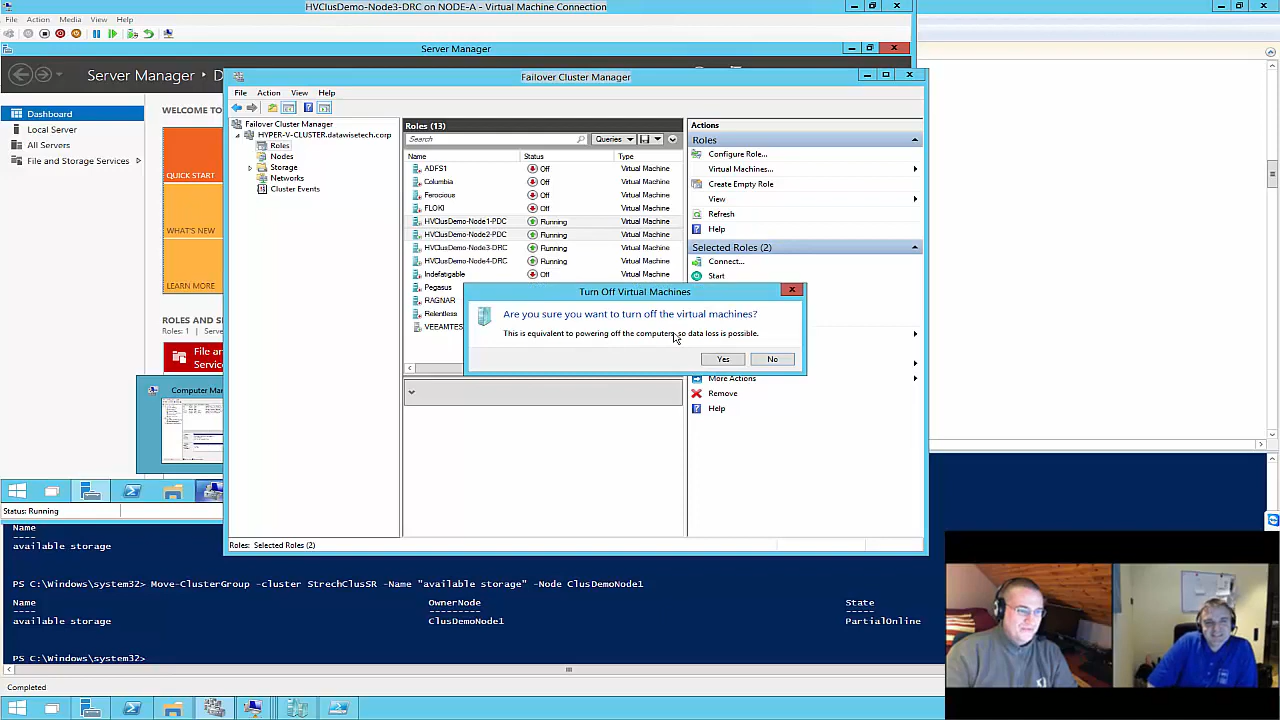 HVClusDemo-Node3-DRC on NODE-A - Virtual Machine Connection
File Action Media View Help
Server Manager
Server Manager
Dashboard
Local Server
All Servers
File and Storage Services
WELCOME TO
QUICK START
WHAT'S NEW
LEARN MORE
ROLES AND
Roles: 1
File an
Service
Computer Ma
Status: Running
Failover Cluster Manager
File Action View Help
Failover Cluster Manager
HYPER-V-CLUSTER.datawisetech.corp
Roles
Nodes
Storage
Networks
Cluster Events
Roles (13)
Search
Queries
Name Status Type
ADFS1 Off Virtual Machine
Columbia Off Virtual Machine
Ferocious Off Virtual Machine
FLOKI Off Virtual Machine
HVClusDemo-Node1-PDC Running Virtual Machine
HVClusDemo-Node2-PDC Running Virtual Machine
HVClusDemo-Node3-DRC Running Virtual Machine
HVClusDemo-Node4-DRC Running Virtual Machine
Indefatigable Off Virtual Machine
Pegasus
RAGNAR
Relentless
VEEAMTES
Actions
Roles
Configure Role...
Virtual Machines...
Create Empty Role
View
Refresh
Help
Selected Roles (2)
Connect...
Start
More Actions
Remove
Help
Turn Off Virtual Machines
Are you sure you want to turn off the virtual machines?
This is equivalent to powering off the computers, so data loss is possible.
Yes No
Roles: Selected Roles (2)
Name
----
available storage
PS C:\Windows\system32> Move-ClusterGroup -cluster StrechClusSR -Name "available storage" -Node ClusDemoNode1
Name OwnerNode State
---- --------- -----
available storage ClusDemoNode1 PartialOnline
PS C:\Windows\system32>
Completed